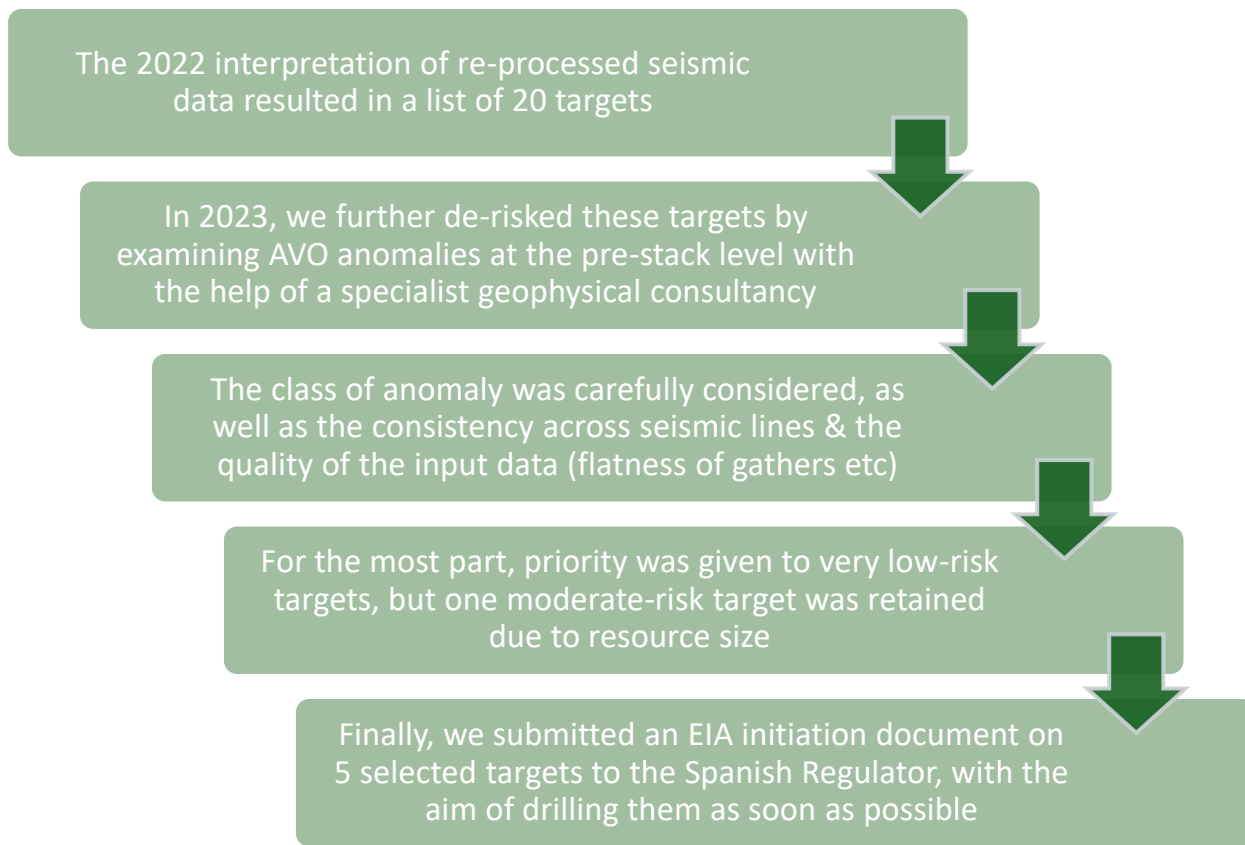 The 2022 interpretation of re-processed seismic
data resulted in a list of 20 targets
In 2023, we further de-risked these targets by
examining AVO anomalies at the pre-stack level with
the help of a specialist geophysical consultancy
The class of anomaly was carefully considered, as
well as the consistency across seismic lines & the
quality of the input data (flatness of gathers etc)
For the most part, priority was given to very low-risk
targets, but one moderate-risk target was retained
due to resource size
Finally, we submitted an EIA initiation document on
5 selected targets to the Spanish Regulator, with the
aim of drilling them as soon as possible